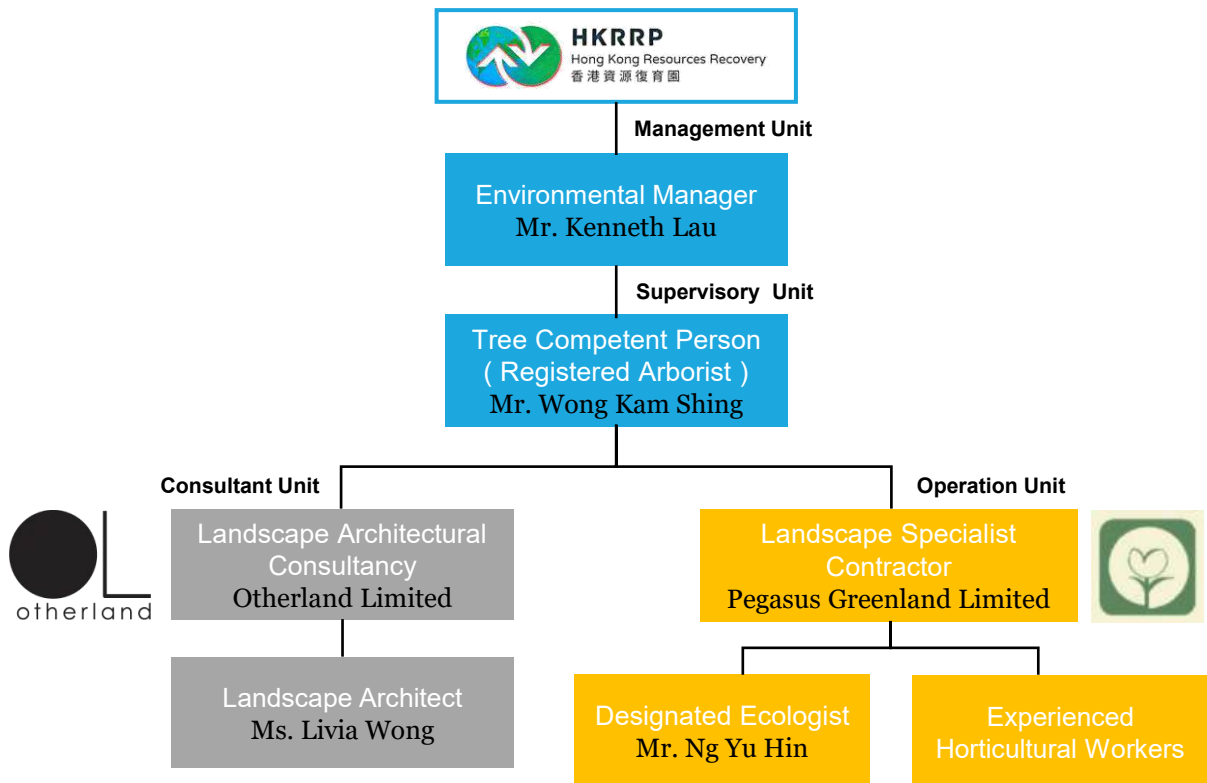 HKRRP
Hong Kong Resources Recovery
香港資源復育園
Management Unit
Environmental Manager
Mr. Kenneth Lau
Supervisory Unit
Tree Competent Person
( Registered Arborist )
Mr. Wong Kam Shing
Consultant Unit
Operation Unit
OL
otherland
Landscape Architectural
Consultancy
Otherland Limited
Landscape Specialist
Contractor
Pegasus Greenland Limited
Landscape Architect
Ms. Livia Wong
Designated Ecologist
Mr. Ng Yu Hin
Experienced
Horticultural Workers